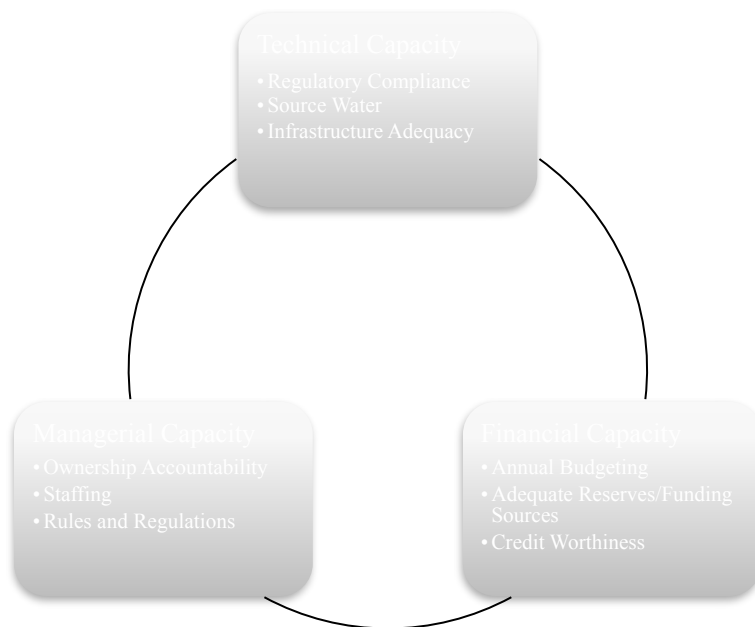 Technical Capacity
• Regulatory Compliance
• Source Water
• Infrastructure Adequacy
Managerial Capacity
• Ownership Accountability
• Staffing
• Rules and Regulations
Financial Capacity
• Annual Budgeting
• Adequate Reserves/Funding
Sources
• Credit Worthiness